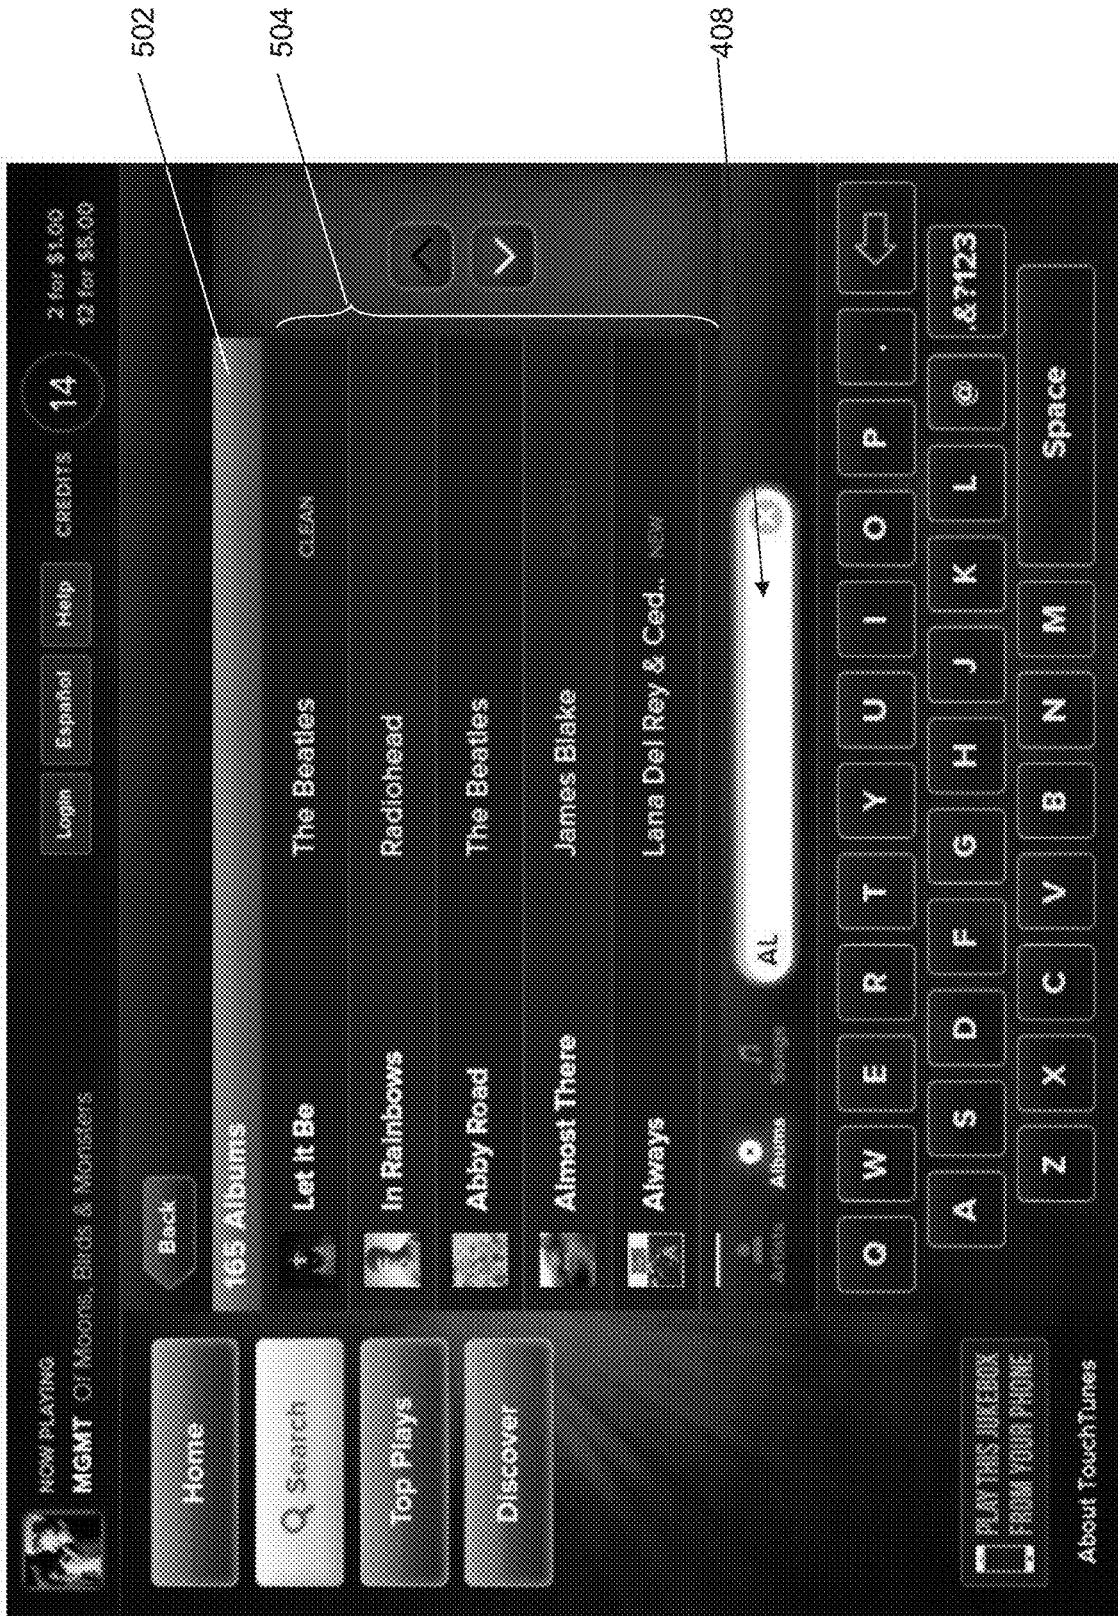 502
504
408
NOW PLAYING
MGMT Of Moons, Birds & Monsters
Login
Español
Help
CREDITS
14
2 for $1.00
12 for $5.00
Home
Search
Top Plays
Discover
Back
165 Albums
Let it Be The Beatles CLEAN
In Rainbows Radiohead
Abby Road The Beatles
Almost There James Blake
Always Lana Del Rey & Ced.. NEW
Artists
Albums
Songs
AL
Q W E R T Y U I O P '
A S D F G H J K L @ .&?123
Z X C V B N M Space
PLAY THIS JUKEBOX
FROM YOUR PHONE
About TouchTunes